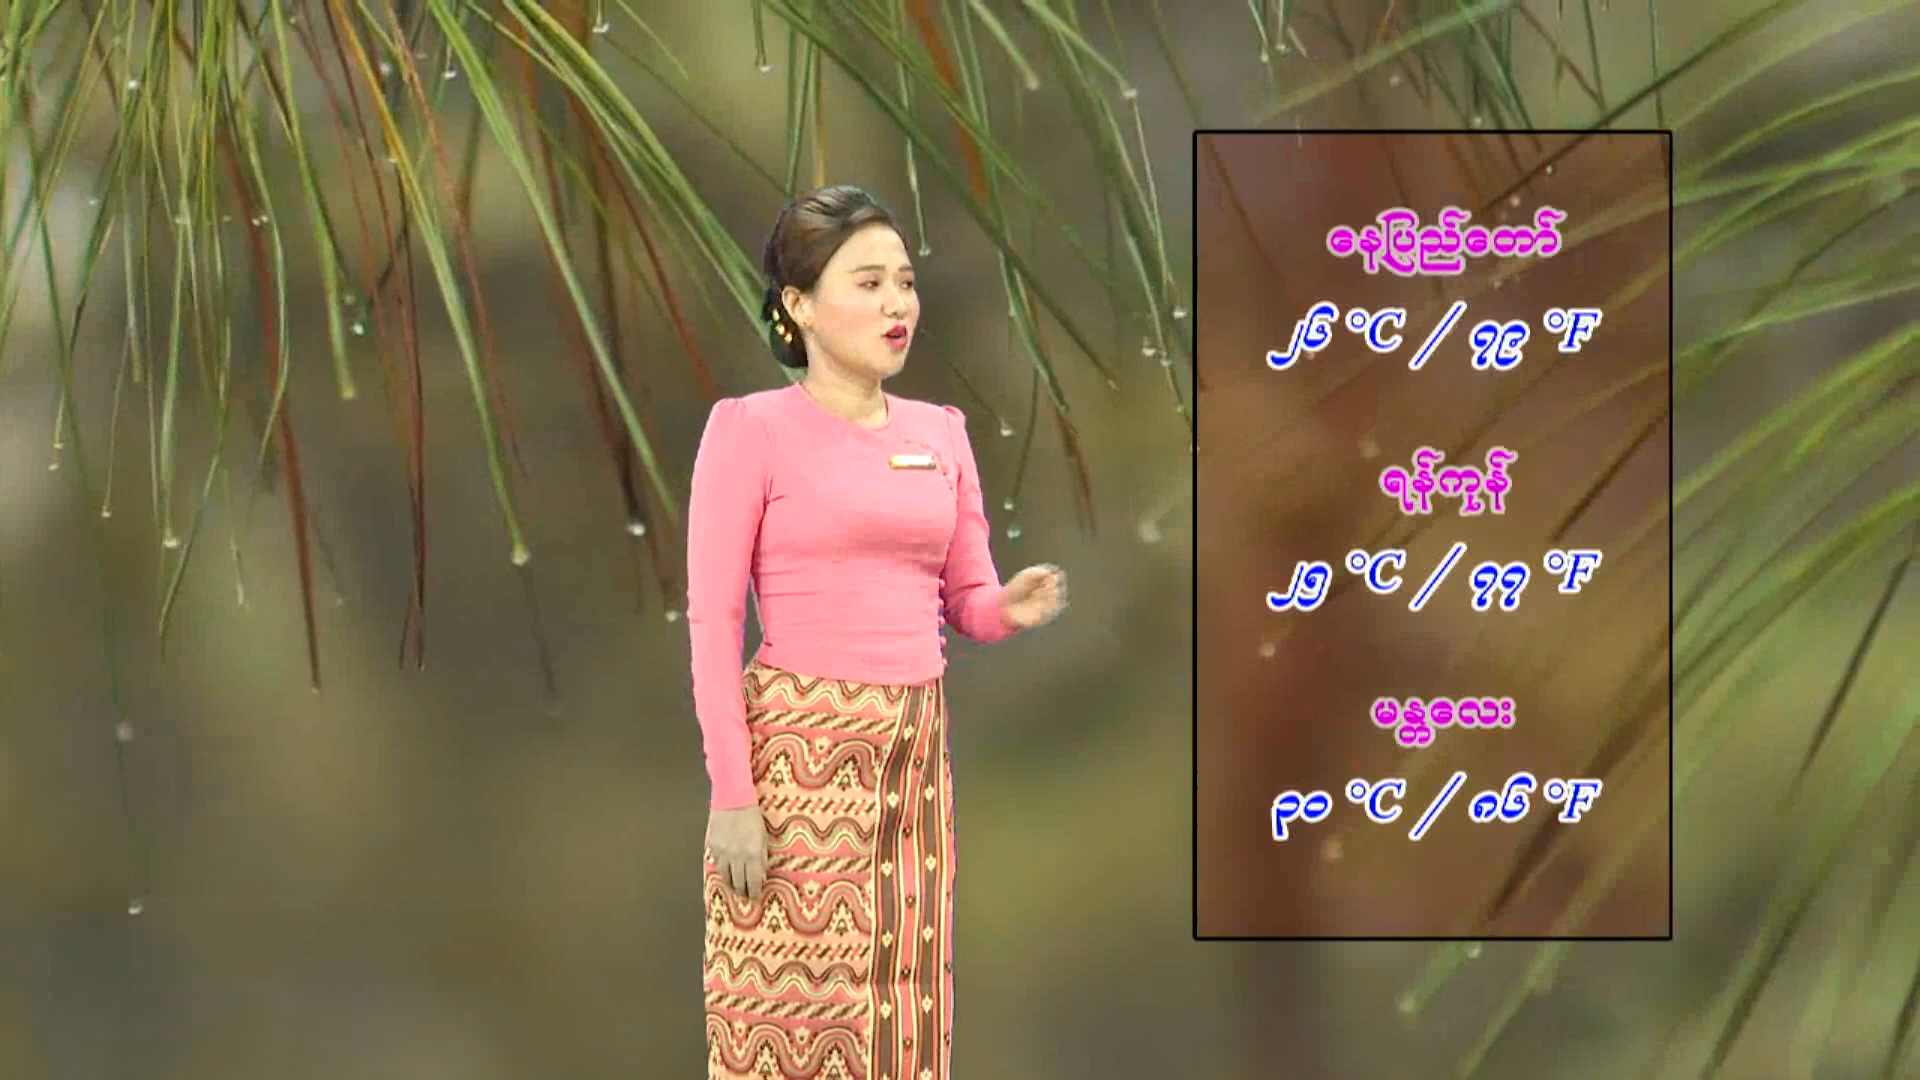 နေပြည်တော်
၂၆ °C / ၇၉ °F
ရန်ကုန်
၂၅ °C / ၇၇ °F
မန္တလေး
၃၀ °C / ၈၆ °F